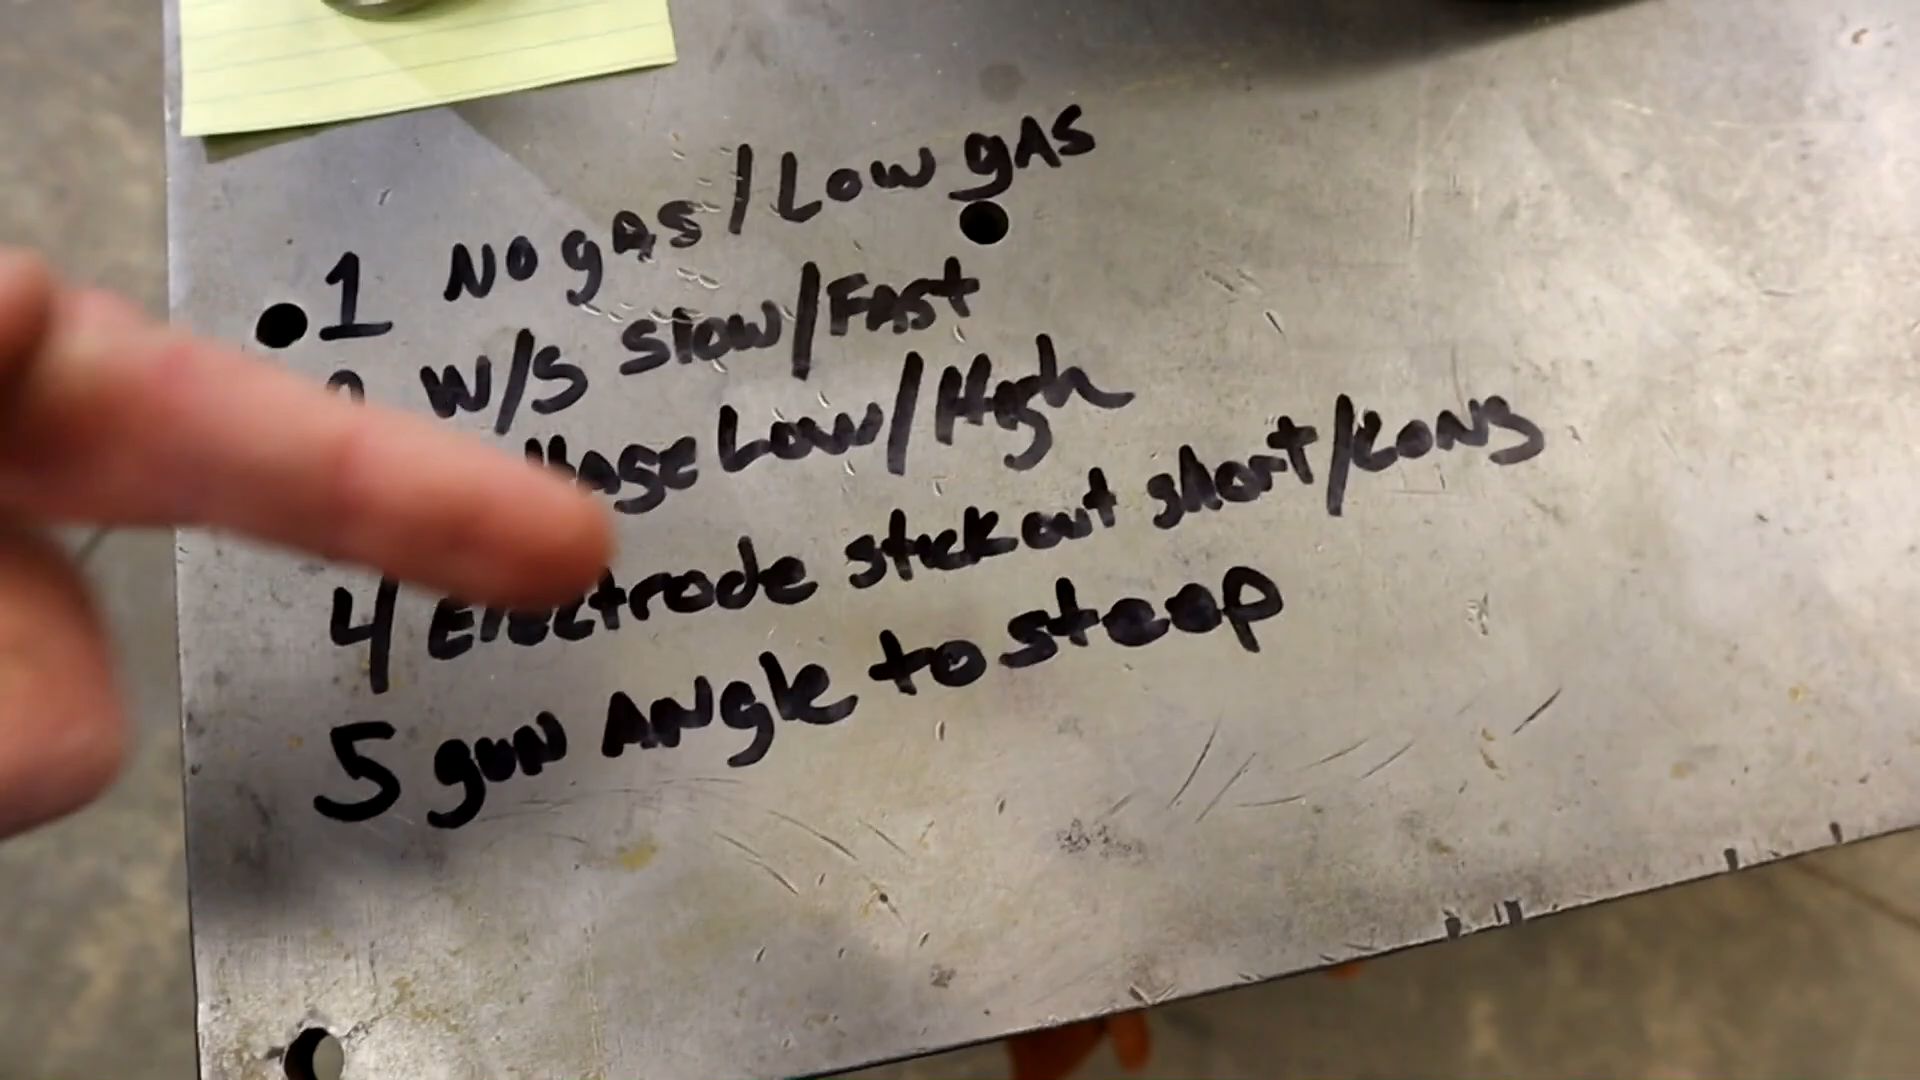 1 No gAS/Low gAS
W/S Slow/FAst
Low/High
4 Electrode stickout short/LONg
5 guN ANgle to steep